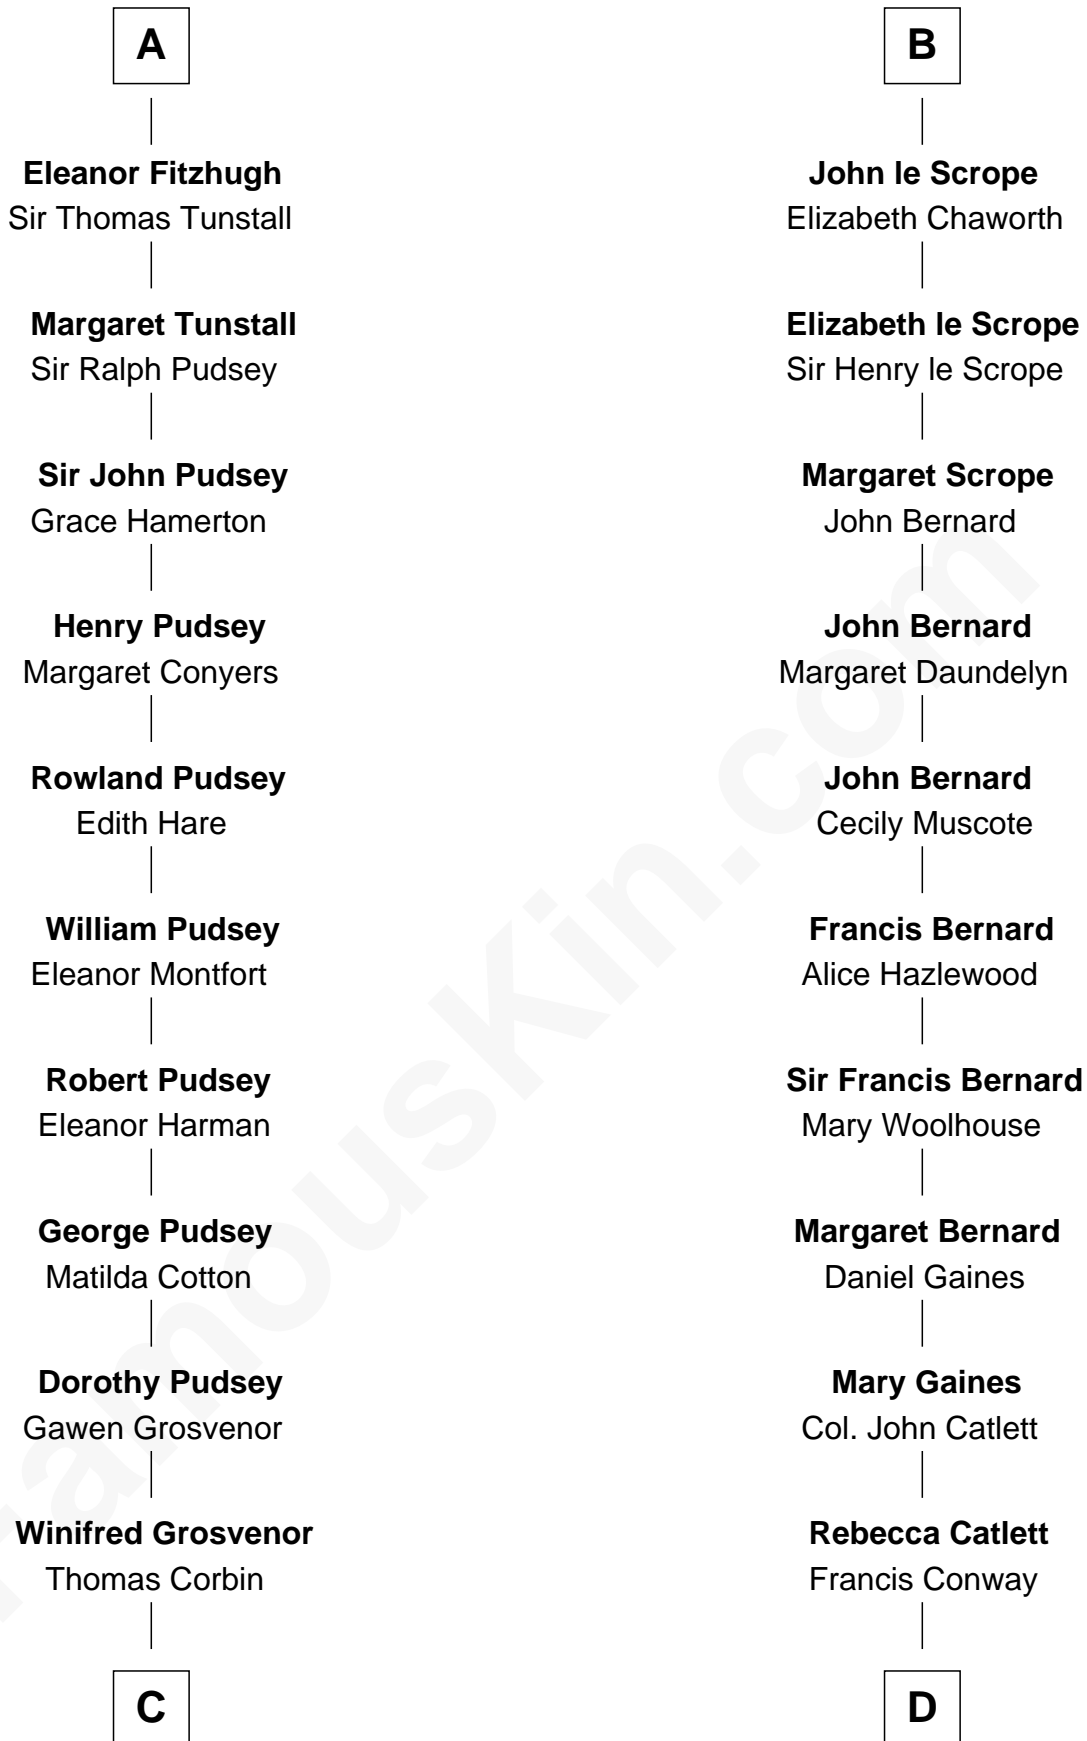 A
Eleanor Fitzhugh
Sir Thomas Tunstall
Margaret Tunstall
Sir Ralph Pudsey
Sir John Pudsey
Grace Hamerton
Henry Pudsey
Margaret Conyers
Rowland Pudsey
Edith Hare
William Pudsey
Eleanor Montfort
Robert Pudsey
Eleanor Harman
George Pudsey
Matilda Cotton
Dorothy Pudsey
Gawen Grosvenor
Winifred Grosvenor
Thomas Corbin
C
B
John le Scrope
Elizabeth Chaworth
Elizabeth le Scrope
Sir Henry le Scrope
Margaret Scrope
John Bernard
John Bernard
Margaret Daundelyn
John Bernard
Cecily Muscote
Francis Bernard
Alice Hazlewood
Sir Francis Bernard
Mary Woolhouse
Margaret Bernard
Daniel Gaines
Mary Gaines
Col. John Catlett
Rebecca Catlett
Francis Conway
D
FamousKin.com